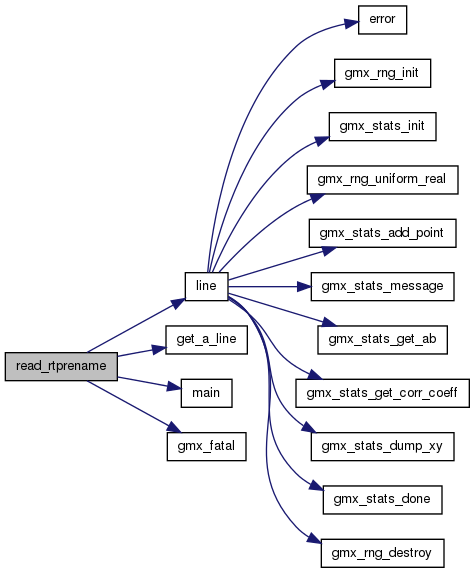 error
gmx_rng_init
gmx_stats_init
gmx_rng_uniform_real
gmx_stats_add_point
line
gmx_stats_message
get_a_line
gmx_stats_get_ab
read_rtprename
main
gmx_stats_get_corr_coeff
gmx_fatal
gmx_stats_dump_xy
gmx_stats_done
gmx_rng_destroy